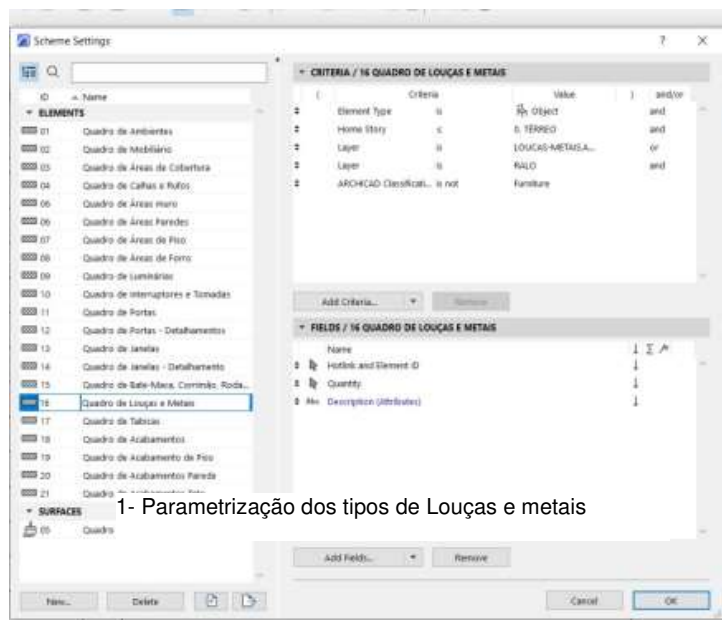 Scheme Settings
? ×
ID Name
ELEMENTS
01 Quadro de Ambientes
02 Quadro de Mobiliário
03 Quadro de Áreas de Cobertura
04 Quadro de Calhas e Rufos
06 Quadro de Áreas muro
06 Quadro de Áreas Paredes
07 Quadro de Áreas de Piso
08 Quadro de Áreas de Forro
09 Quadro de Luminárias
10 Quadro de Interruptores e Tomadas
11 Quadro de Portas
12 Quadro de Portas - Detalhamentos
13 Quadro de Janelas
14 Quadro de Janelas - Detalhamento
15 Quadro de Bate-Maca, Corrimão, Roda...
16 Quadro de Louças e Metais
17 Quadro de Tabicas
18 Quadro de Acabamentos
19 Quadro de Acabamento de Piso
20 Quadro de Acabamentos Parede
21
SURFACES
05 Quadro
New... Delete
CRITERIA / 16 QUADRO DE LOUÇAS E METAIS
( Criteria Value ) and/or
Element Type is Object and
Home Story ≤ 0. TÉRREO and
Layer is LOUCAS-METAIS.A... or
Layer is RALO and
ARCHICAD Classificati... is not Furniture
Add Criteria... Remove
FIELDS / 16 QUADRO DE LOUÇAS E METAIS
Name
Hotlink and Element ID
Quantity
Abc Description (Attributes)
1- Parametrização dos tipos de Louças e metais
Add Fields... Remove
Cancel OK